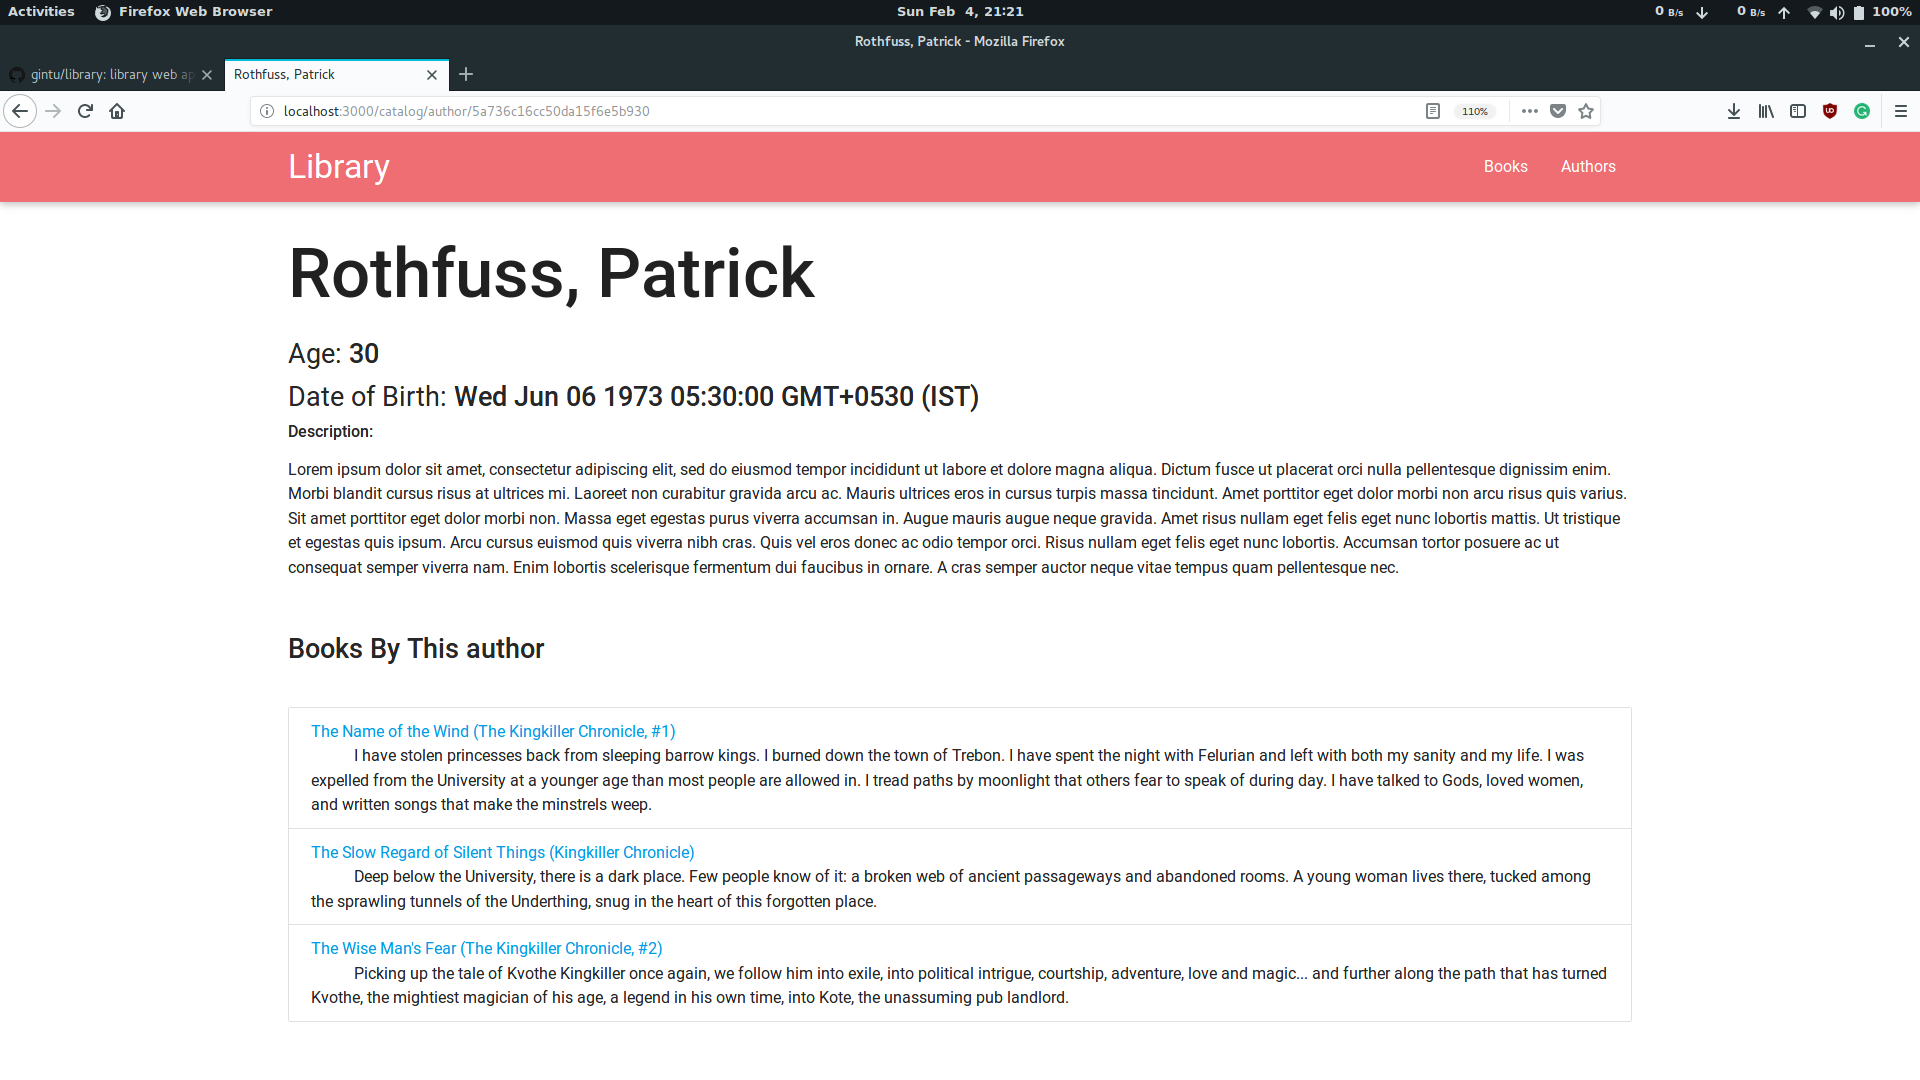 Activities Firefox Web Browser Sun Feb 4, 21:21 0 B/s 0 B/s 100%
Rothfuss, Patrick - Mozilla Firefox
gintu/library: library web ap Rothfuss, Patrick
localhost:3000/catalog/author/5a736c16cc50da15f6e5b930 110%
Library Books Authors
Rothfuss, Patrick
Age: 30
Date of Birth: Wed Jun 06 1973 05:30:00 GMT+0530 (IST)
Description:
Lorem ipsum dolor sit amet, consectetur adipiscing elit, sed do eiusmod tempor incididunt ut labore et dolore magna aliqua. Dictum fusce ut placerat orci nulla pellentesque dignissim enim.
Morbi blandit cursus risus at ultrices mi. Laoreet non curabitur gravida arcu ac. Mauris ultrices eros in cursus turpis massa tincidunt. Amet porttitor eget dolor morbi non arcu risus quis varius.
Sit amet porttitor eget dolor morbi non. Massa eget egestas purus viverra accumsan in. Augue mauris augue neque gravida. Amet risus nullam eget felis eget nunc lobortis mattis. Ut tristique
et egestas quis ipsum. Arcu cursus euismod quis viverra nibh cras. Quis vel eros donec ac odio tempor orci. Risus nullam eget felis eget nunc lobortis. Accumsan tortor posuere ac ut
consequat semper viverra nam. Enim lobortis scelerisque fermentum dui faucibus in ornare. A cras semper auctor neque vitae tempus quam pellentesque nec.
Books By This author
The Name of the Wind (The Kingkiller Chronicle, #1)
I have stolen princesses back from sleeping barrow kings. I burned down the town of Trebon. I have spent the night with Felurian and left with both my sanity and my life. I was
expelled from the University at a younger age than most people are allowed in. I tread paths by moonlight that others fear to speak of during day. I have talked to Gods, loved women,
and written songs that make the minstrels weep.
The Slow Regard of Silent Things (Kingkiller Chronicle)
Deep below the University, there is a dark place. Few people know of it: a broken web of ancient passageways and abandoned rooms. A young woman lives there, tucked among
the sprawling tunnels of the Underthing, snug in the heart of this forgotten place.
The Wise Man's Fear (The Kingkiller Chronicle, #2)
Picking up the tale of Kvothe Kingkiller once again, we follow him into exile, into political intrigue, courtship, adventure, love and magic... and further along the path that has turned
Kvothe, the mightiest magician of his age, a legend in his own time, into Kote, the unassuming pub landlord.